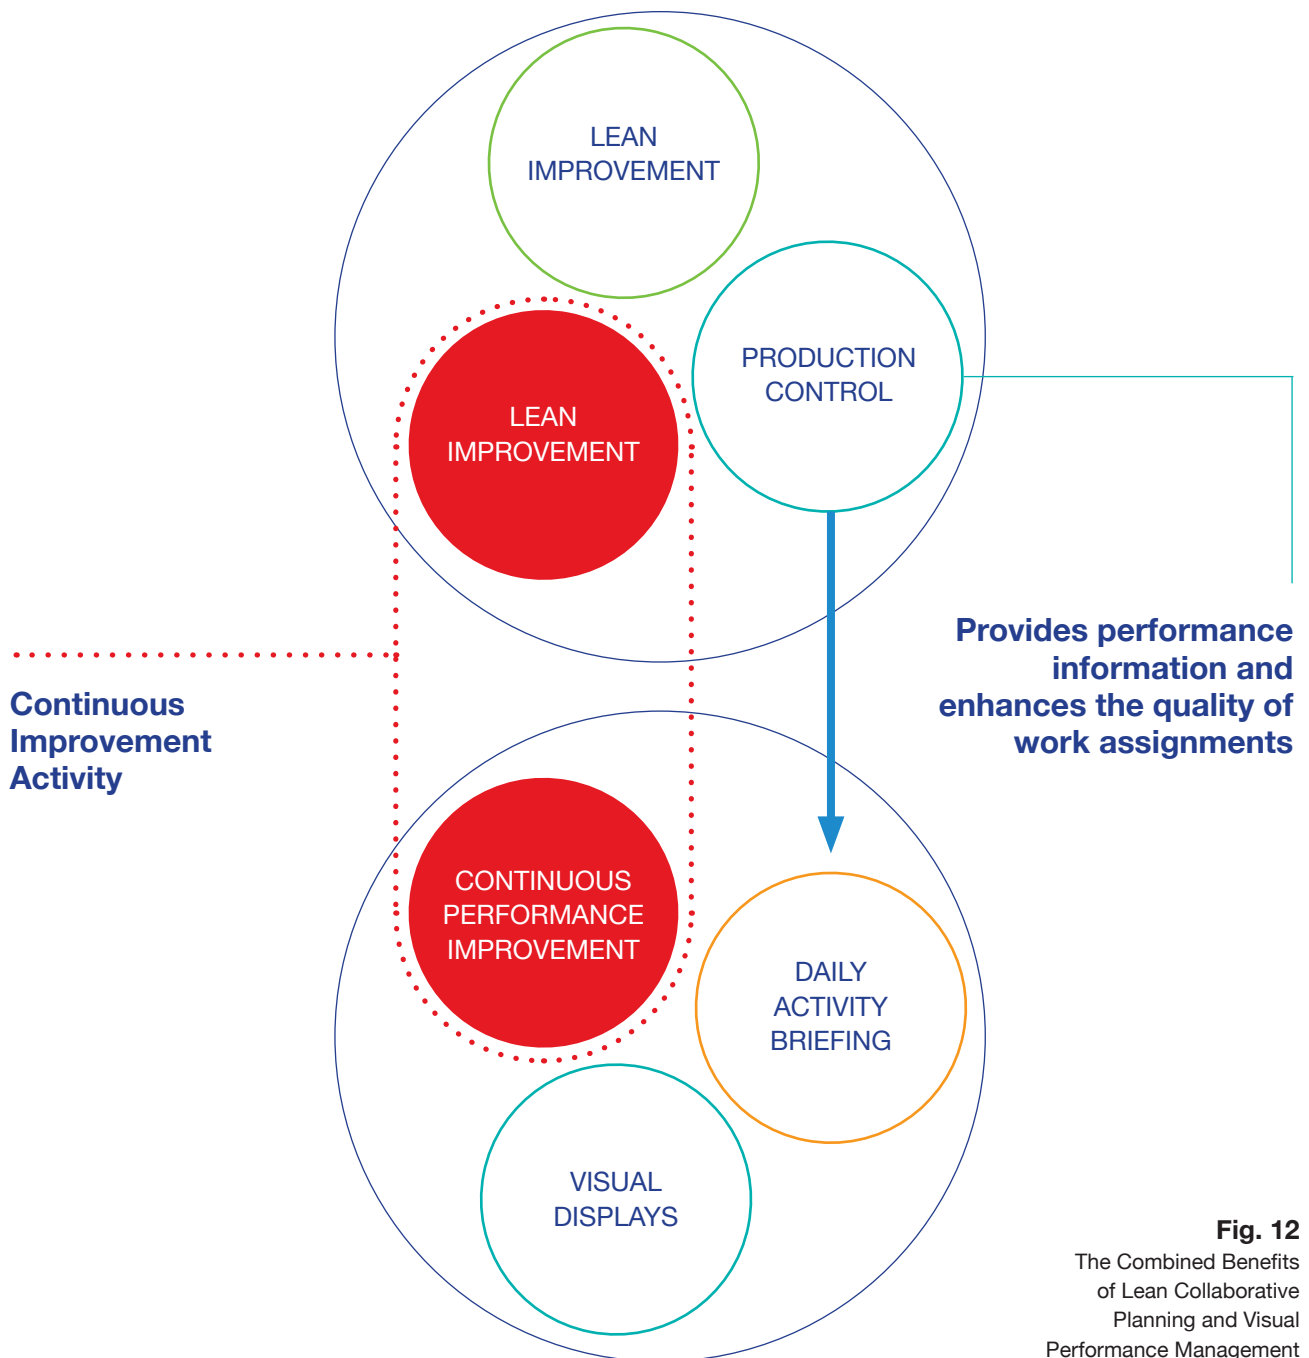 LEAN
IMPROVEMENT
PRODUCTION
CONTROL
LEAN
IMPROVEMENT
Provides performance
information and
enhances the quality of
work assignments
Continuous
Improvement
Activity
CONTINUOUS
PERFORMANCE
IMPROVEMENT
DAILY
ACTIVITY
BRIEFING
VISUAL
DISPLAYS
Fig. 12
The Combined Benefits
of Lean Collaborative
Planning and Visual
Performance Management